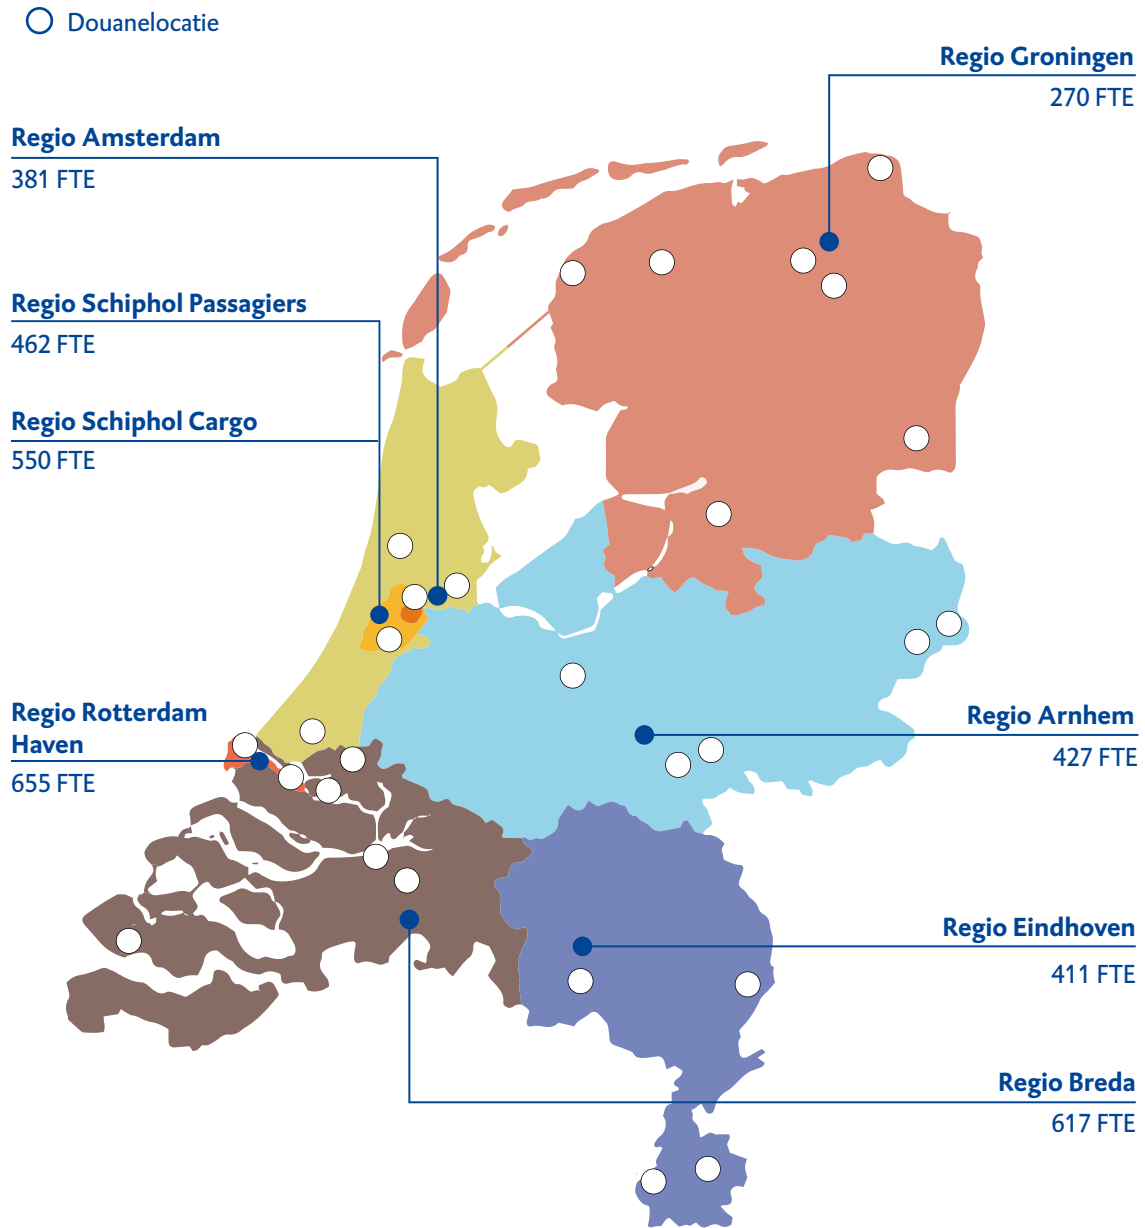 Douanelocatie
Regio Groningen
270 FTE
Regio Amsterdam
381 FTE
Regio Schiphol Passagiers
462 FTE
Regio Schiphol Cargo
550 FTE
Regio Rotterdam
Haven
655 FTE
Regio Arnhem
427 FTE
Regio Eindhoven
411 FTE
Regio Breda
617 FTE